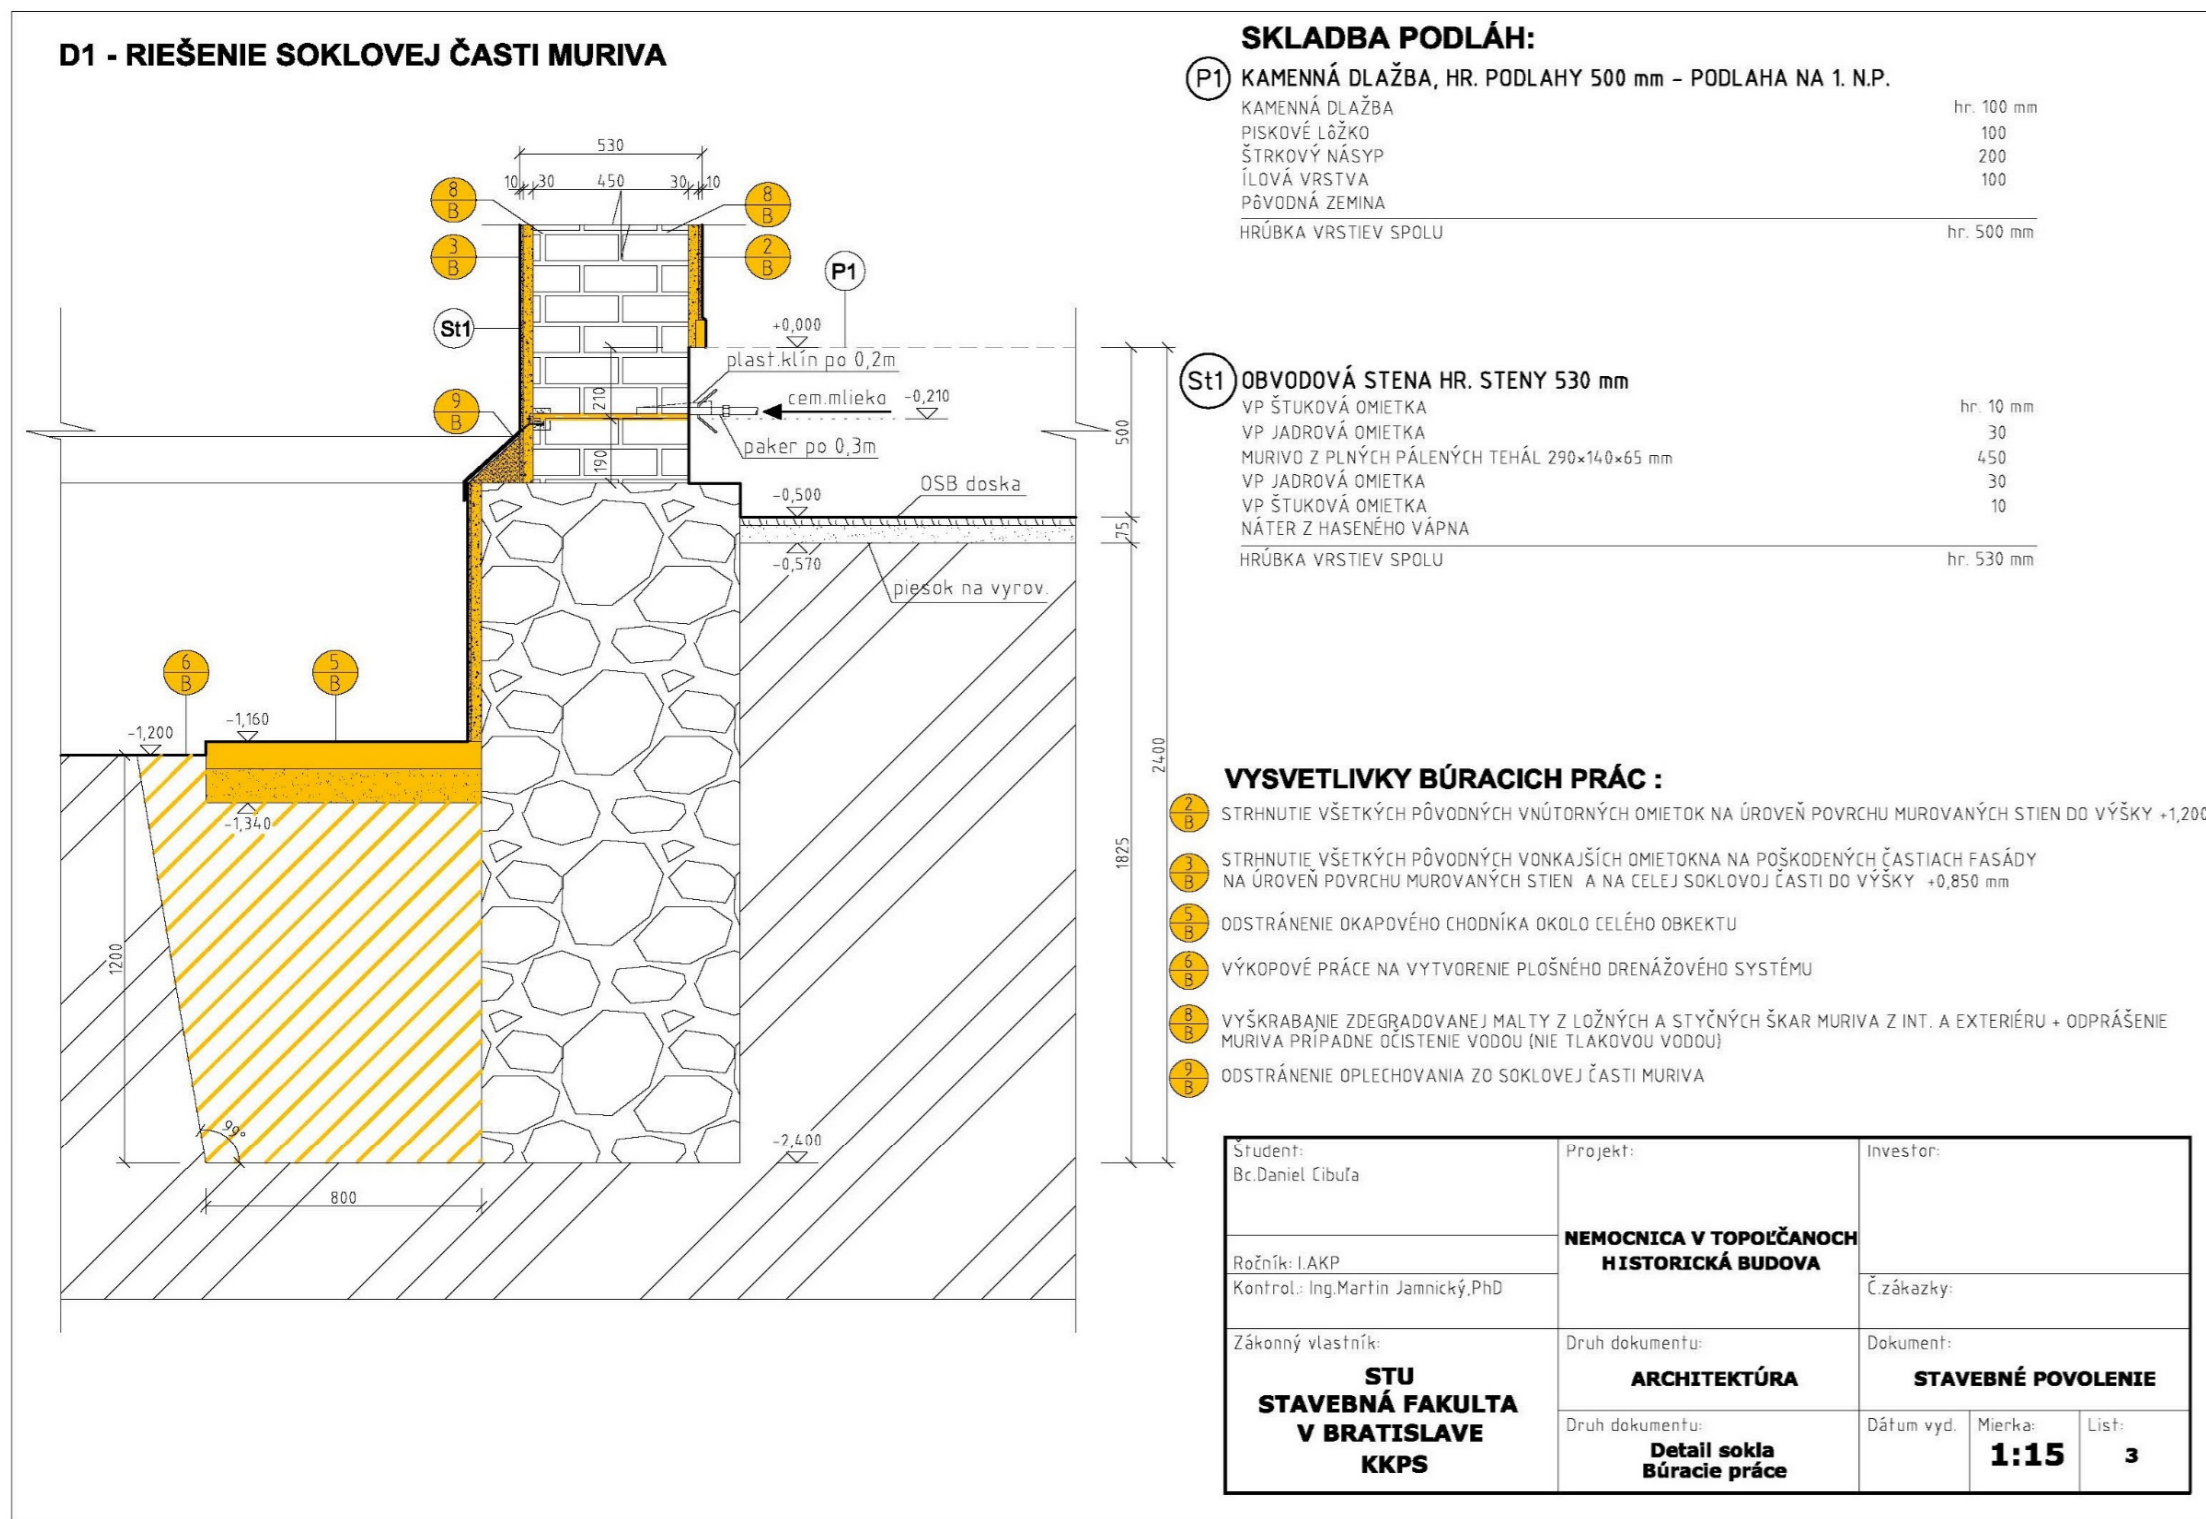 D1 - RIEŠENIE SOKLOVEJ ČASTI MURIVA
530
10 30 450 30 10
8
B
8
B
3
B
2
B
P1
St1
+0,000
plast.klín po 0,2m
cem.mlieko -0,210
210
9
B
paker po 0,3m
190
500
OSB doska
-0,500
75
-0,570
piesok na vyrov.
6
B
5
B
-1,160
-1,200
-1,340
2400
1825
1200
99°
-2,400
800
SKLADBA PODLÁH:
P1 KAMENNÁ DLAŽBA, HR. PODLAHY 500 mm - PODLAHA NA 1. N.P.
KAMENNÁ DLAŽBA hr. 100 mm
PISKOVÉ LôŽKO 100
ŠTRKOVÝ NÁSYP 200
ÍLOVÁ VRSTVA 100
PôVODNÁ ZEMINA
HRÚBKA VRSTIEV SPOLU hr. 500 mm
St1 OBVODOVÁ STENA HR. STENY 530 mm
VP ŠTUKOVÁ OMIETKA hr. 10 mm
VP JADROVÁ OMIETKA 30
MURIVO Z PLNÝCH PÁLENÝCH TEHÁL 290×140×65 mm 450
VP JADROVÁ OMIETKA 30
VP ŠTUKOVÁ OMIETKA 10
NÁTER Z HASENÉHO VÁPNA
HRÚBKA VRSTIEV SPOLU hr. 530 mm
VYSVETLIVKY BÚRACICH PRÁC :
2
B STRHNUTIE VŠETKÝCH PÔVODNÝCH VNÚTORNÝCH OMIETOK NA ÚROVEŇ POVRCHU MUROVANÝCH STIEN DO VÝŠKY +1,200
3
B STRHNUTIE VŠETKÝCH PÔVODNÝCH VONKAJŠÍCH OMIETOKNA NA POŠKODENÝCH ČASTIACH FASÁDY
NA ÚROVEŇ POVRCHU MUROVANÝCH STIEN A NA CELEJ SOKLOVOJ ČASTI DO VÝŠKY +0,850 mm
5
B ODSTRÁNENIE OKAPOVÉHO CHODNÍKA OKOLO CELÉHO OBKEKTU
6
B VÝKOPOVÉ PRÁCE NA VYTVORENIE PLOŠNÉHO DRENÁŽOVÉHO SYSTÉMU
8
B VYŠKRABANIE ZDEGRADOVANEJ MALTY Z LOŽNÝCH A STYČNÝCH ŠKAR MURIVA Z INT. A EXTERIÉRU + ODPRÁŠENIE
MURIVA PRÍPADNE OČISTENIE VODOU (NIE TLAKOVOU VODOU)
9
B ODSTRÁNENIE OPLECHOVANIA ZO SOKLOVEJ ČASTI MURIVA
Študent:
Bc.Daniel Cibuľa
Ročník: I.AKP
Kontrol.: Ing.Martin Jamnický,PhD
Projekt:
NEMOCNICA V TOPOĽČANOCH
HISTORICKÁ BUDOVA
Investor:
Č.zákazky:
Zákonný vlastník:
STU
STAVEBNÁ FAKULTA
V BRATISLAVE
KKPS
Druh dokumentu:
ARCHITEKTÚRA
Dokument:
STAVEBNÉ POVOLENIE
Druh dokumentu:
Detail sokla
Búracie práce
Dátum vyd.
Mierka:
1:15
List:
3